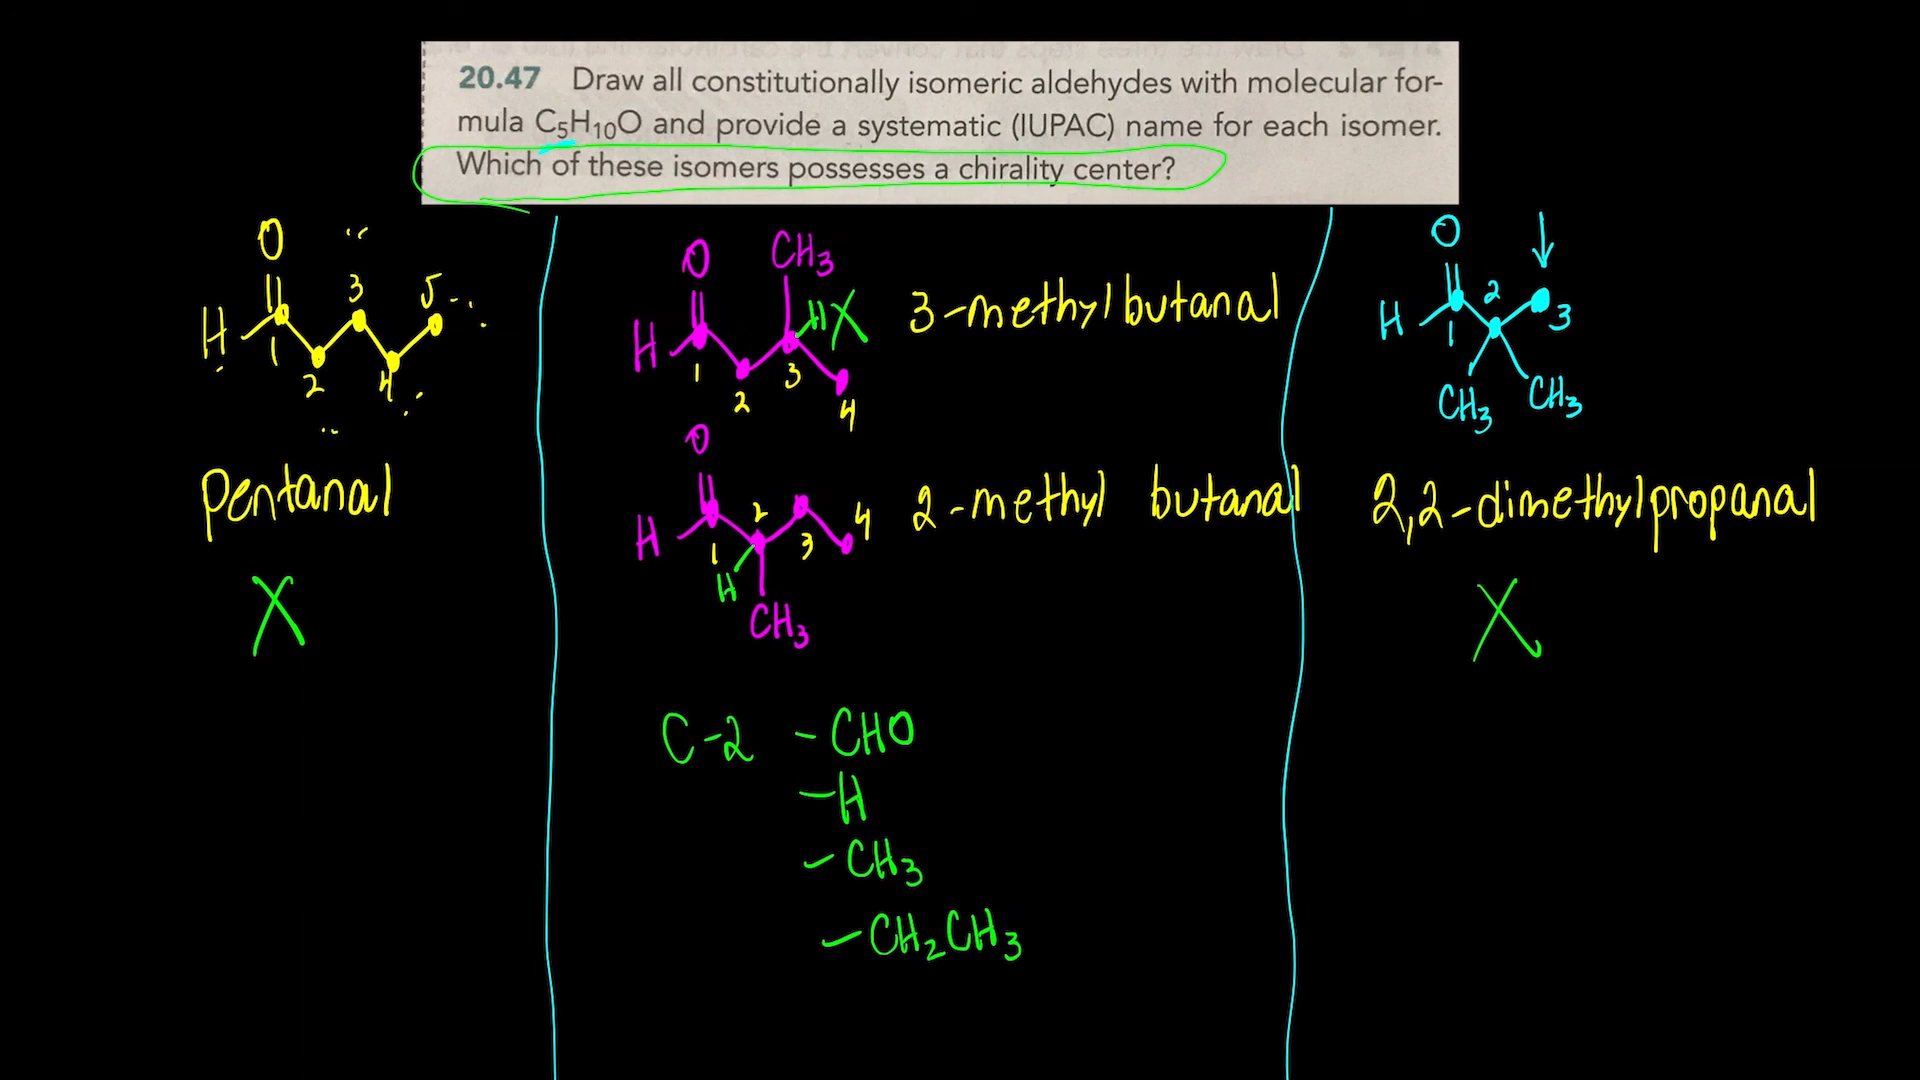 20.47 Draw all constitutionally isomeric aldehydes with molecular for-
mula C5H10O and provide a systematic (IUPAC) name for each isomer.
Which of these isomers possesses a chirality center?
O
H
1
2
3
4
5
pentanal
X
O
CH3
H
H X
1
2
3
4
3-methylbutanal
O
H
1
2
3
4
H
CH3
2-methyl butanal
C-2 - CHO
- H
- CH3
- CH2CH3
O
H
1
2
3
CH3
CH3
2,2-dimethylpropanal
X